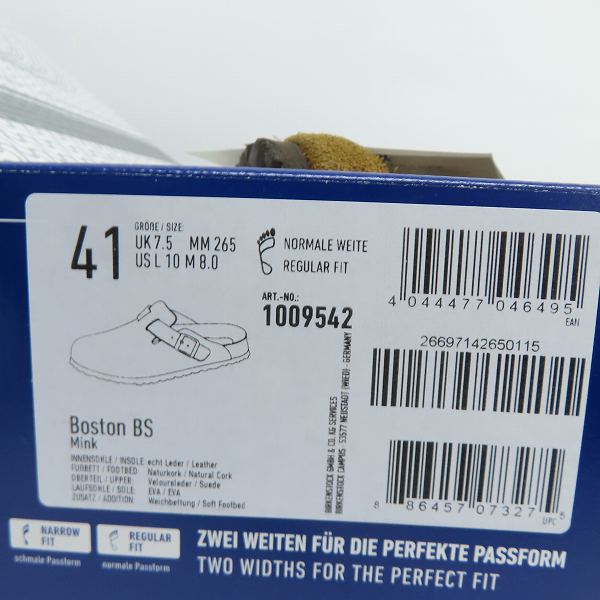 41
GRÖßE / SIZE:
UK 7.5 MM 265
US L 10 M 8.0
NORMALE WEITE
REGULAR FIT
ART.-NO.:
1009542
4 044477 046495
EAN
26697142650115
8 86457 07327 5
UPC
Boston BS
Mink
INNENSOHLE / INSOLE: echt Leder / Leather
FUßBETT / FOOTBED: Naturkork / Natural Cork
OBERTEIL / UPPER: Veloursleder / Suede
LAUFSOHLE / SOLE: EVA / EVA
ZUSATZ / ADDITION: Weichbettung / Soft Footbed
BIRKENSTOCK GMBH & CO. KG SERVICES
BIRKENSTOCK CAMPUS · 53577 NEUSTADT (WIED) · GERMANY
NARROW
FIT
schmale Passform
REGULAR
FIT
normale Passform
ZWEI WEITEN FÜR DIE PERFEKTE PASSFORM
TWO WIDTHS FOR THE PERFECT FIT